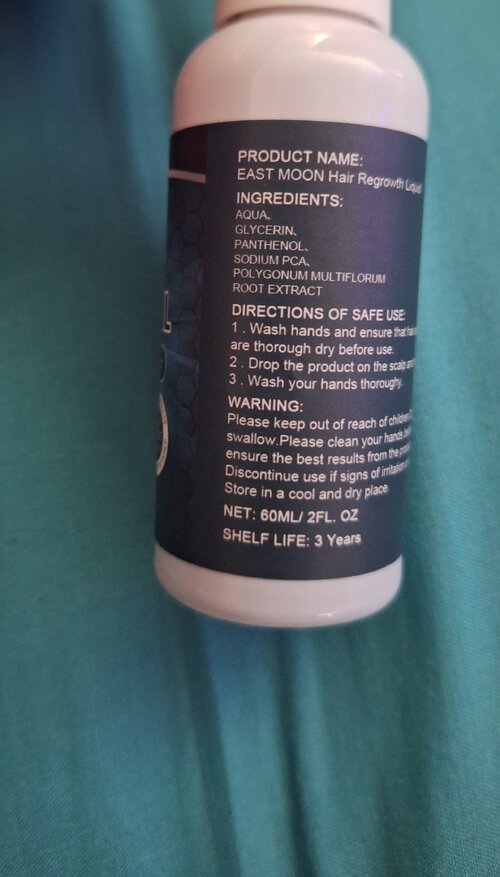 PRODUCT NAME:
EAST MOON Hair Regrowth Liquid
INGREDIENTS:
AQUA、
GLYCERIN、
PANTHENOL、
SODIUM PCA、
POLYGONUM MULTIFLORUM
ROOT EXTRACT
DIRECTIONS OF SAFE USE:
1 . Wash hands and ensure that
are thorough dry before use.
2 . Drop the product on the scalp
3 . Wash your hands thoroughy.
WARNING:
Please keep out of reach of children
swallow.Please clean your hands
ensure the best results from the
Discontinue use if signs of irritation
Store in a cool and dry place.
NET: 60ML/ 2FL. OZ
SHELF LIFE: 3 Years
L